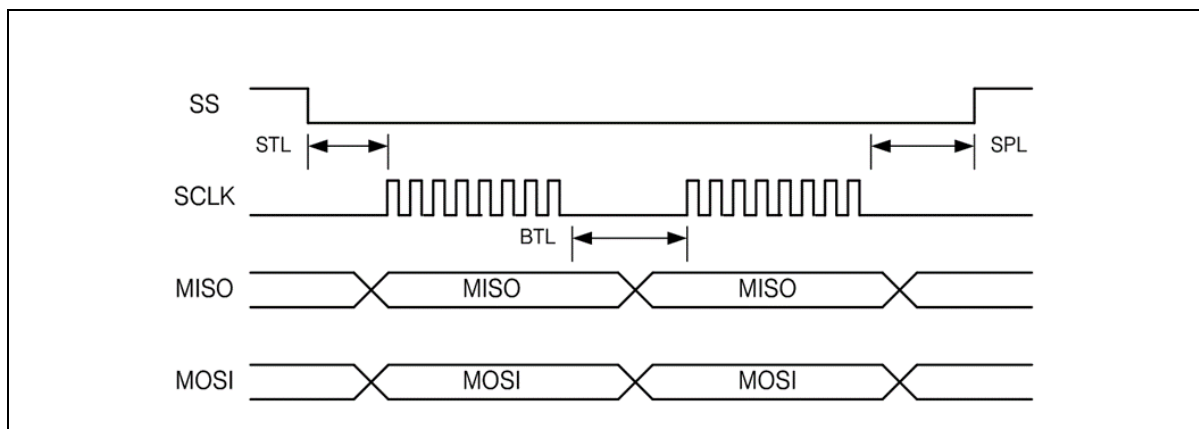 SS
STL
SPL
SCLK
BTL
MISO MISO MISO
MOSI MOSI MOSI